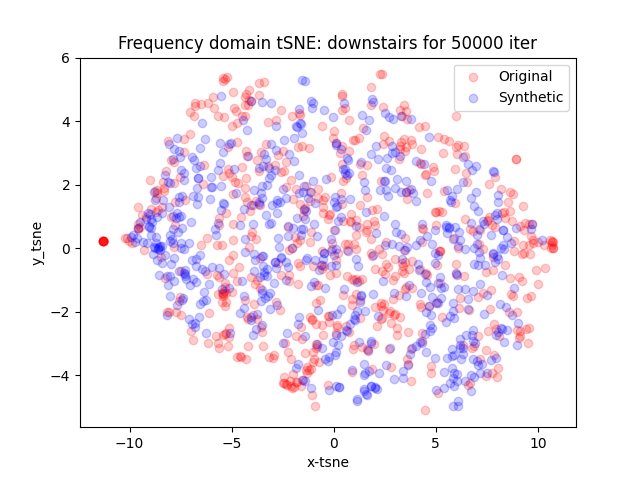 Frequency domain tSNE: downstairs for 50000 iter
Original
Synthetic
6
4
2
0
−2
−4
y_tsne
−10
−5
0
5
10
x-tsne